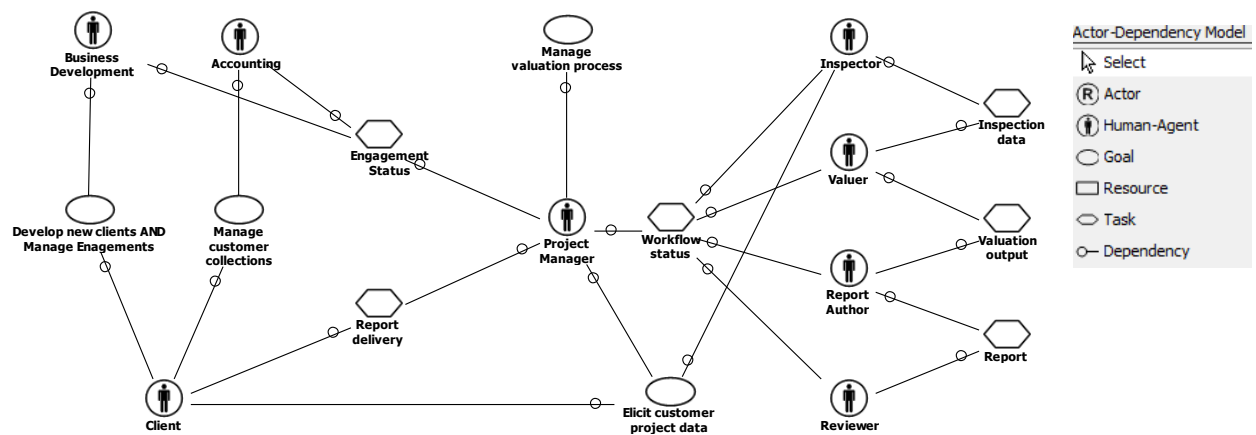 Business
Development
Accounting
Manage
valuation process
Inspector
Engagement
Status
Inspection
data
Valuer
Develop new clients AND
Manage Enagements
Manage
customer
collections
Project
Manager
Workflow
status
Valuation
output
Report
delivery
Report
Author
Report
Client
Elicit customer
project data
Reviewer
Actor-Dependency Model
Select
R Actor
Human-Agent
Goal
Resource
Task
Dependency